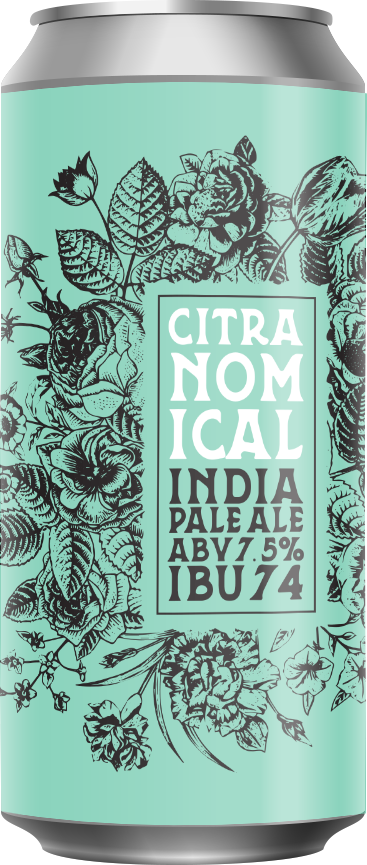 CITRA
NOM
ICAL
INDIA
PALE ALE
ABV 7.5%
IBU 74